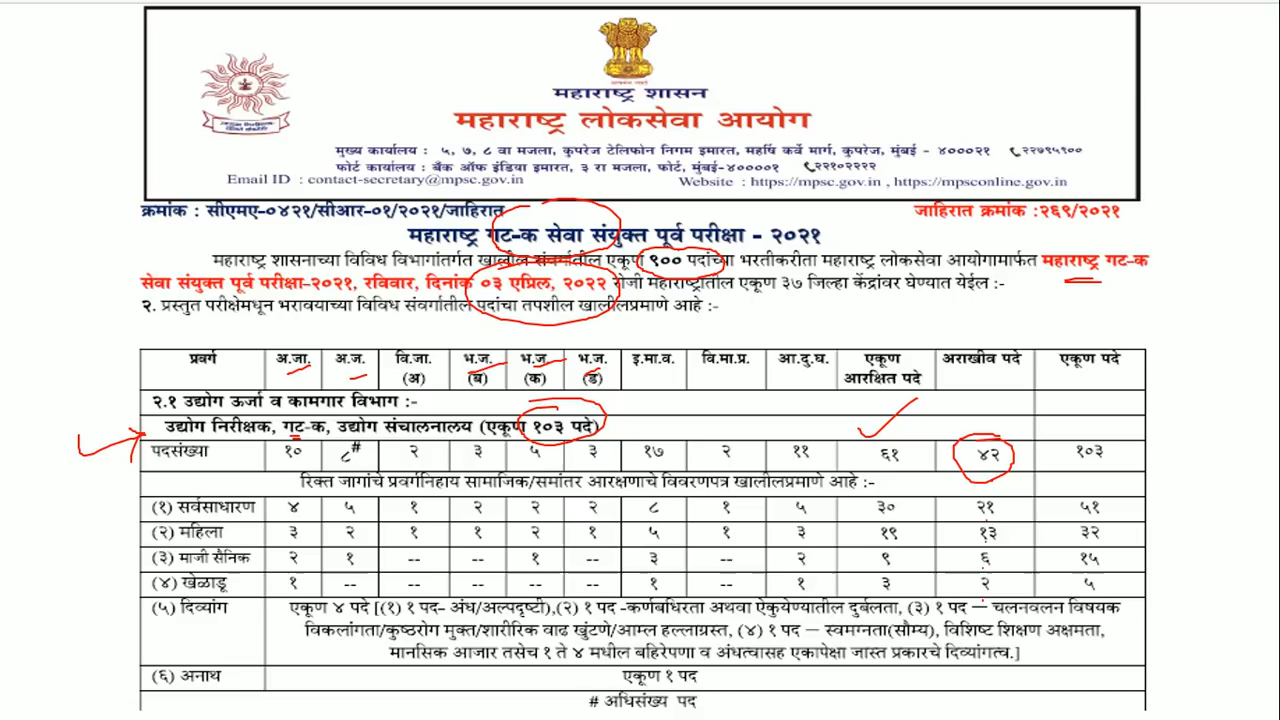 महाराष्ट्र शासन
महाराष्ट्र लोकसेवा आयोग
मुख्य कार्यालय : ५, ७, ८ वा मजला, कुपरेज टेलिफोन निगम इमारत, महर्षि कर्वे मार्ग, कुपरेज, मुंबई - ४०००२१ २२७९५९००
फोर्ट कार्यालय : बँक ऑफ इंडिया इमारत, ३ रा मजला, फोर्ट, मुंबई-४००००१ २२१०२२२२
Email ID : contact-secretary@mpsc.gov.in Website : https://mpsc.gov.in , https://mpsconline.gov.in
क्रमांक : सीएमए-०४२१/सीआर-०१/२०२१/जाहिरात जाहिरात क्रमांक :२६९/२०२१
महाराष्ट्र गट-क सेवा संयुक्त पूर्व परीक्षा - २०२१
महाराष्ट्र शासनाच्या विविध विभागांतर्गत खालील संवर्गातील एकूण ९०० पदांच्या भरतीकरीता महाराष्ट्र लोकसेवा आयोगामार्फत महाराष्ट्र गट-क
सेवा संयुक्त पूर्व परीक्षा-२०२१, रविवार, दिनांक ०३ एप्रिल, २०२२ रोजी महाराष्ट्रातील एकूण ३७ जिल्हा केंद्रांवर घेण्यात येईल :-
२. प्रस्तुत परीक्षेमधून भरावयाच्या विविध संवर्गातील पदांचा तपशील खालीलप्रमाणे आहे :-
प्रवर्ग अ.जा. अ.ज. वि.जा. (अ) भ.ज. (ब) भ.ज. (क) भ.ज. (ड) इ.मा.व. वि.मा.प्र. आ.दु.घ. एकूण आरक्षित पदे अराखीव पदे एकूण पदे
२.१ उद्योग ऊर्जा व कामगार विभाग :-
उद्योग निरीक्षक, गट-क, उद्योग संचालनालय (एकूण १०३ पदे)
पदसंख्या १० ८# २ ३ ५ ३ १७ २ ११ ६१ ४२ १०३
रिक्त जागांचे प्रवर्गनिहाय सामाजिक/समांतर आरक्षणाचे विवरणपत्र खालीलप्रमाणे आहे :-
(१) सर्वसाधारण ४ ५ १ २ २ २ ८ १ ५ ३० २१ ५१
(२) महिला ३ २ १ १ २ १ ५ १ ३ १९ १३ ३२
(३) माजी सैनिक २ १ -- -- १ -- ३ -- २ ९ ६ १५
(४) खेळाडू १ -- -- -- -- -- १ -- १ ३ २ ५
(५) दिव्यांग एकूण ४ पदे [(१) १ पद- अंध/अल्पदृष्टी),(२) १ पद -कर्णबधिरता अथवा ऐकुयेण्यातील दुर्बलता, (३) १ पद – चलनवलन विषयक
विकलांगता/कुष्ठरोग मुक्त/शारीरिक वाढ खुंटणे/आम्ल हल्लाग्रस्त, (४) १ पद – स्वमग्नता(सौम्य), विशिष्ट शिक्षण अक्षमता,
मानसिक आजार तसेच १ ते ४ मधील बहिरेपणा व अंधत्वासह एकापेक्षा जास्त प्रकारचे दिव्यांगत्व.]
(६) अनाथ एकूण १ पद
# अधिसंख्य पद